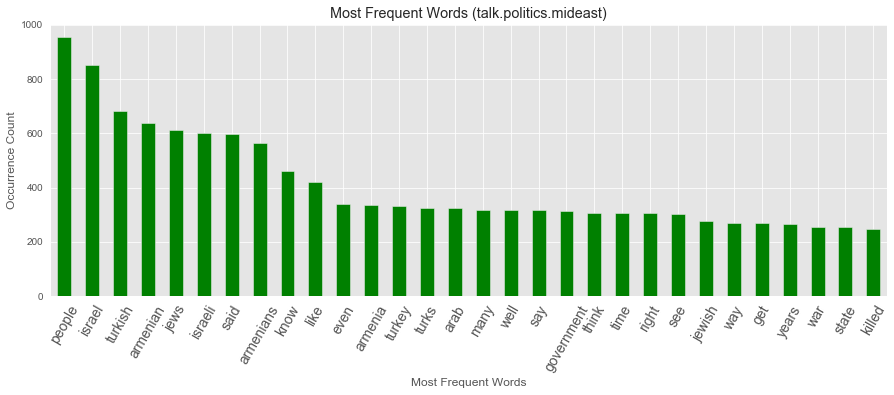 Most Frequent Words (talk.politics.mideast)
Occurrence Count
1000
800
600
400
200
0
people
israel
turkish
armenian
jews
israeli
said
armenians
know
like
even
armenia
turkey
turks
arab
many
well
say
government
think
time
right
see
jewish
way
get
years
war
state
killed
Most Frequent Words